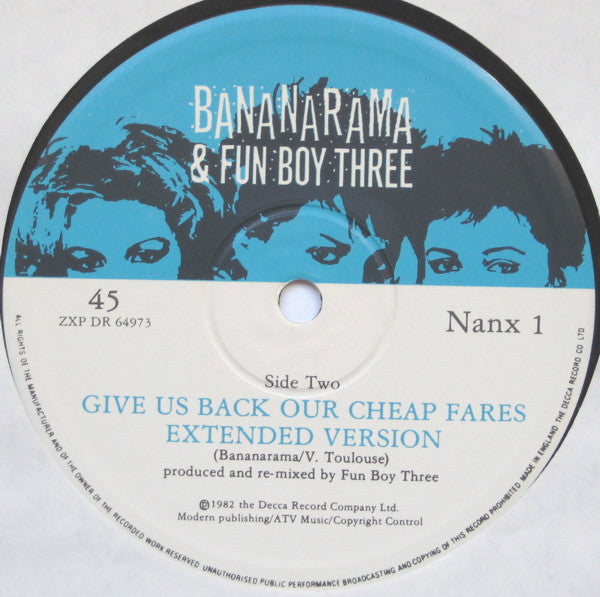 BANANARAMA
& FUN BOY THREE
45
ZXP DR 64973
Nanx 1
Side Two
GIVE US BACK OUR CHEAP FARES
EXTENDED VERSION
(Bananarama/V. Toulouse)
produced and re-mixed by Fun Boy Three
℗1982 the Decca Record Company Ltd.
Modern publishing/ATV Music/Copyright Control
ALL RIGHTS OF THE MANUFACTURER AND OF THE OWNER OF THE RECORDED WORK RESERVED UNAUTHORISED PUBLIC PERFORMANCE BROADCASTING AND COPYING OF THIS RECORD PROHIBITED MADE IN ENGLAND. THE DECCA RECORD CO LTD